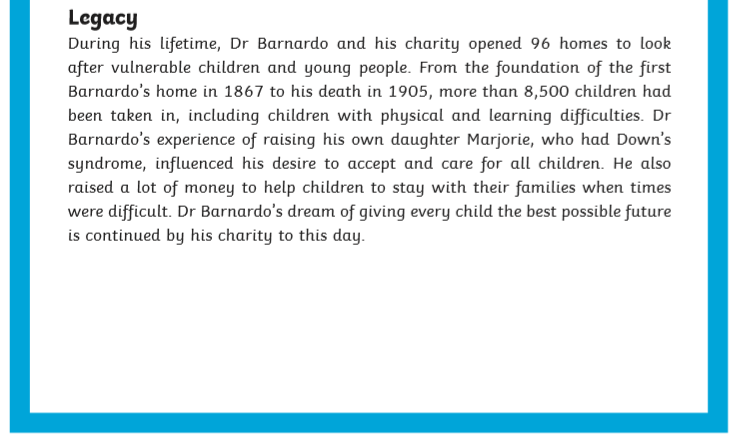 Legacy
During his lifetime, Dr Barnardo and his charity opened 96 homes to look
after vulnerable children and young people. From the foundation of the first
Barnardo's home in 1867 to his death in 1905, more than 8,500 children had
been taken in, including children with physical and learning difficulties. Dr
Barnardo's experience of raising his own daughter Marjorie, who had Down's
syndrome, influenced his desire to accept and care for all children. He also
raised a lot of money to help children to stay with their families when times
were difficult. Dr Barnardo's dream of giving every child the best possible future
is continued by his charity to this day.